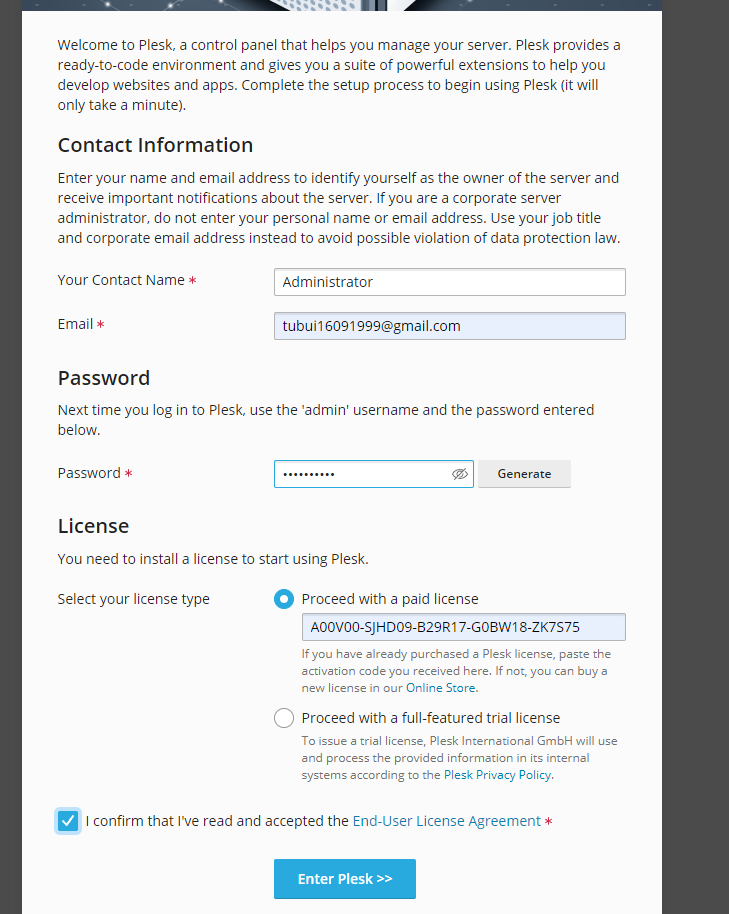 Welcome to Plesk, a control panel that helps you manage your server. Plesk provides a
ready-to-code environment and gives you a suite of powerful extensions to help you
develop websites and apps. Complete the setup process to begin using Plesk (it will
only take a minute).
Contact Information
Enter your name and email address to identify yourself as the owner of the server and
receive important notifications about the server. If you are a corporate server
administrator, do not enter your personal name or email address. Use your job title
and corporate email address instead to avoid possible violation of data protection law.
Your Contact Name * Administrator
Email * tubui16091999@gmail.com
Password
Next time you log in to Plesk, use the 'admin' username and the password entered
below.
Password * •••••••••• Generate
License
You need to install a license to start using Plesk.
Select your license type Proceed with a paid license
A00V00-SJHD09-B29R17-G0BW18-ZK7S75
If you have already purchased a Plesk license, paste the
activation code you received here. If not, you can buy a
new license in our Online Store.
Proceed with a full-featured trial license
To issue a trial license, Plesk International GmbH will use
and process the provided information in its internal
systems according to the Plesk Privacy Policy.
I confirm that I've read and accepted the End-User License Agreement *
Enter Plesk >>